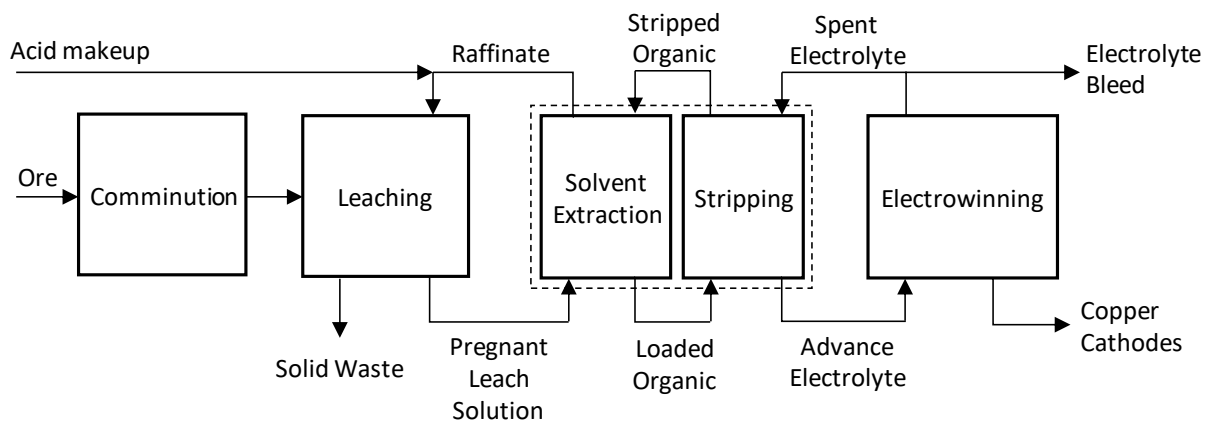 Acid makeup
Raffinate
Stripped
Organic
Spent
Electrolyte
Electrolyte
Bleed
Ore
Comminution
Leaching
Solvent
Extraction
Stripping
Electrowinning
Solid Waste
Pregnant
Leach
Solution
Loaded
Organic
Advance
Electrolyte
Copper
Cathodes